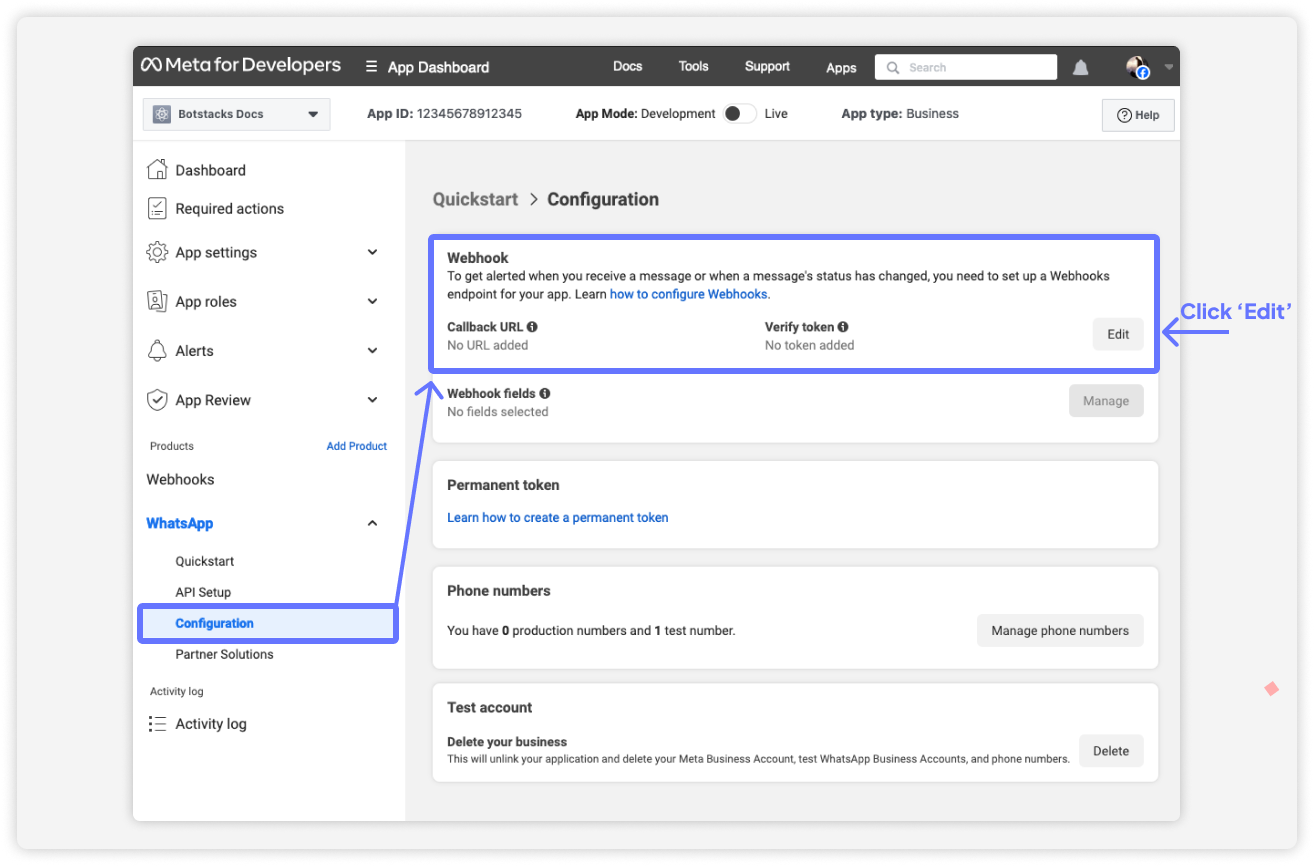 Meta for Developers
App Dashboard
Docs
Tools
Support
Apps
Search
Botstacks Docs
App ID: 12345678912345
App Mode: Development
Live
App type: Business
Help
Dashboard
Required actions
App settings
App roles
Alerts
App Review
Products
Add Product
Webhooks
WhatsApp
Quickstart
API Setup
Configuration
Partner Solutions
Activity log
Activity log
Quickstart > Configuration
Webhook
To get alerted when you receive a message or when a message's status has changed, you need to set up a Webhooks
endpoint for your app. Learn how to configure Webhooks.
Callback URL
No URL added
Verify token
No token added
Edit
Click ‘Edit’
Webhook fields
No fields selected
Manage
Permanent token
Learn how to create a permanent token
Phone numbers
You have 0 production numbers and 1 test number.
Manage phone numbers
Test account
Delete your business
This will unlink your application and delete your Meta Business Account, test WhatsApp Business Accounts, and phone numbers.
Delete